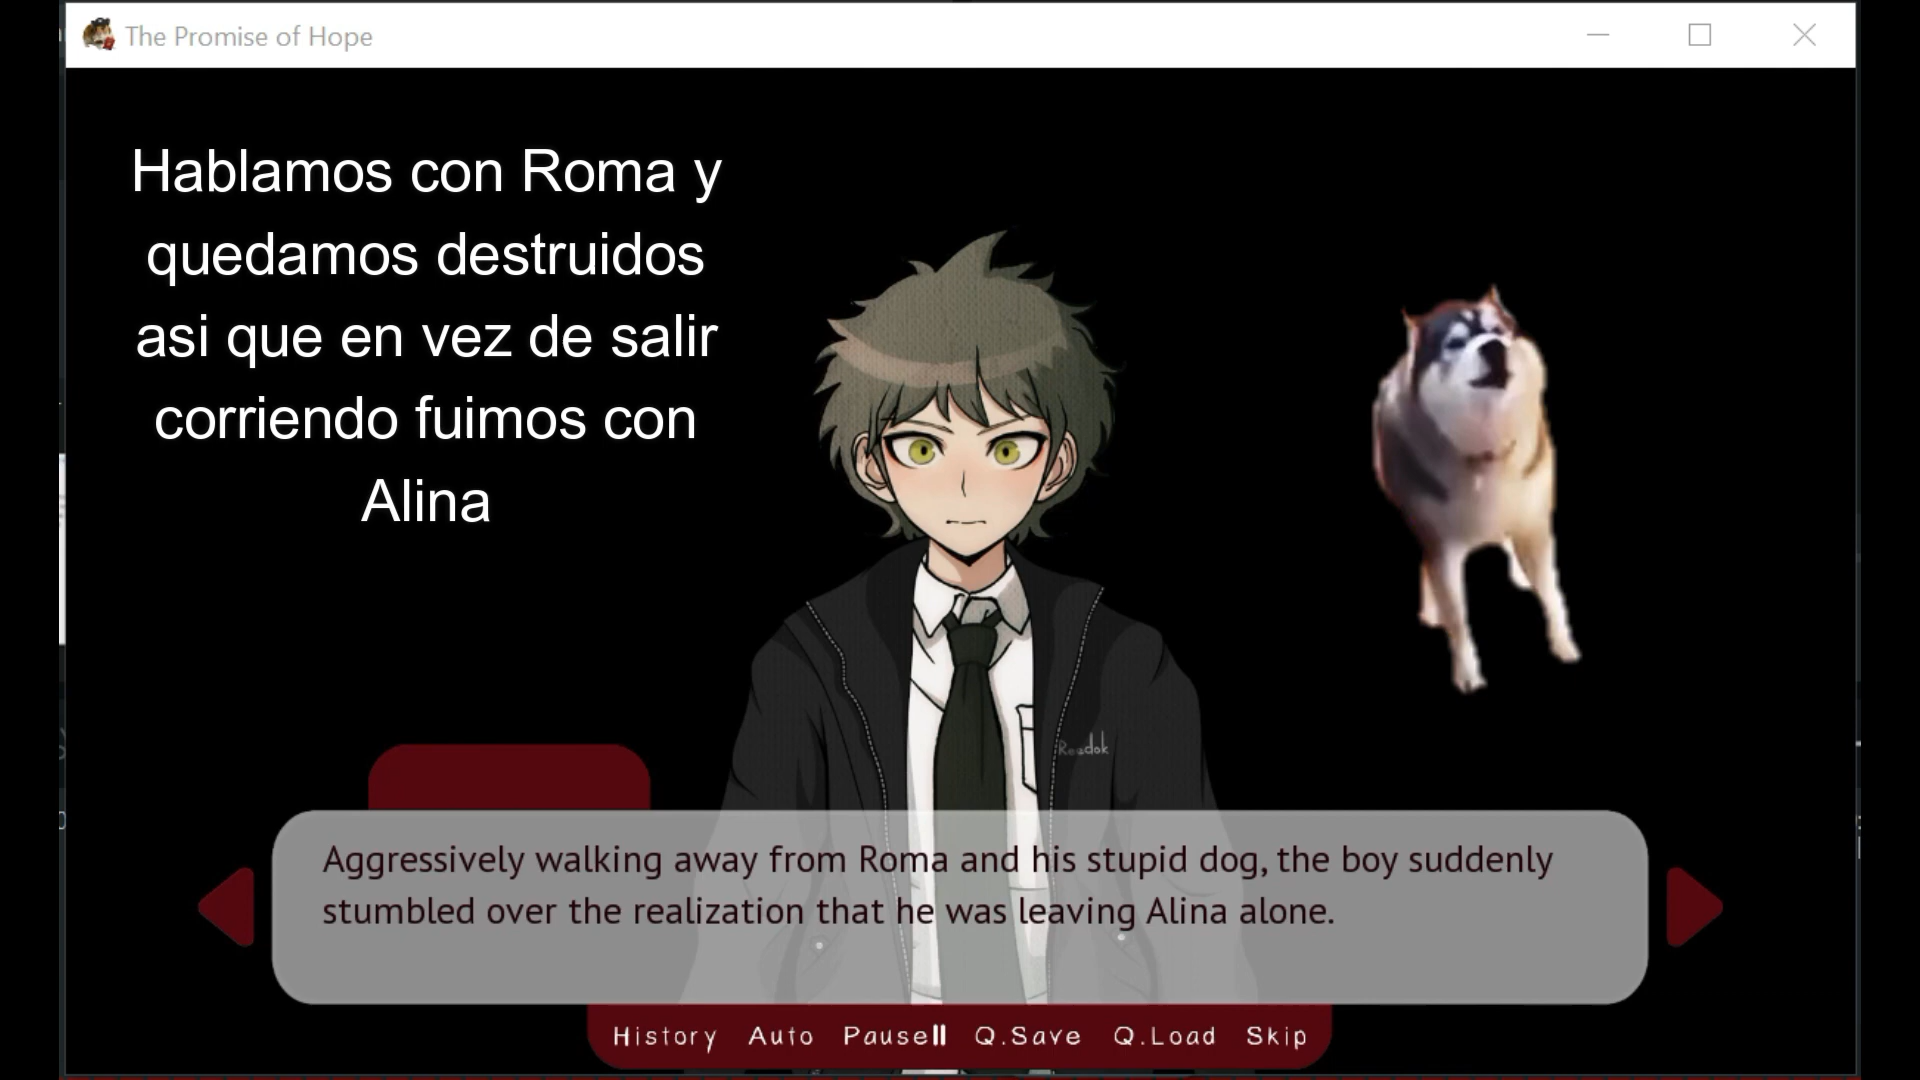 The Promise of Hope
Hablamos con Roma y
quedamos destruidos
asi que en vez de salir
corriendo fuimos con
Alina
Readok
Aggressively walking away from Roma and his stupid dog, the boy suddenly
stumbled over the realization that he was leaving Alina alone.
History Auto Pause Q.Save Q.Load Skip